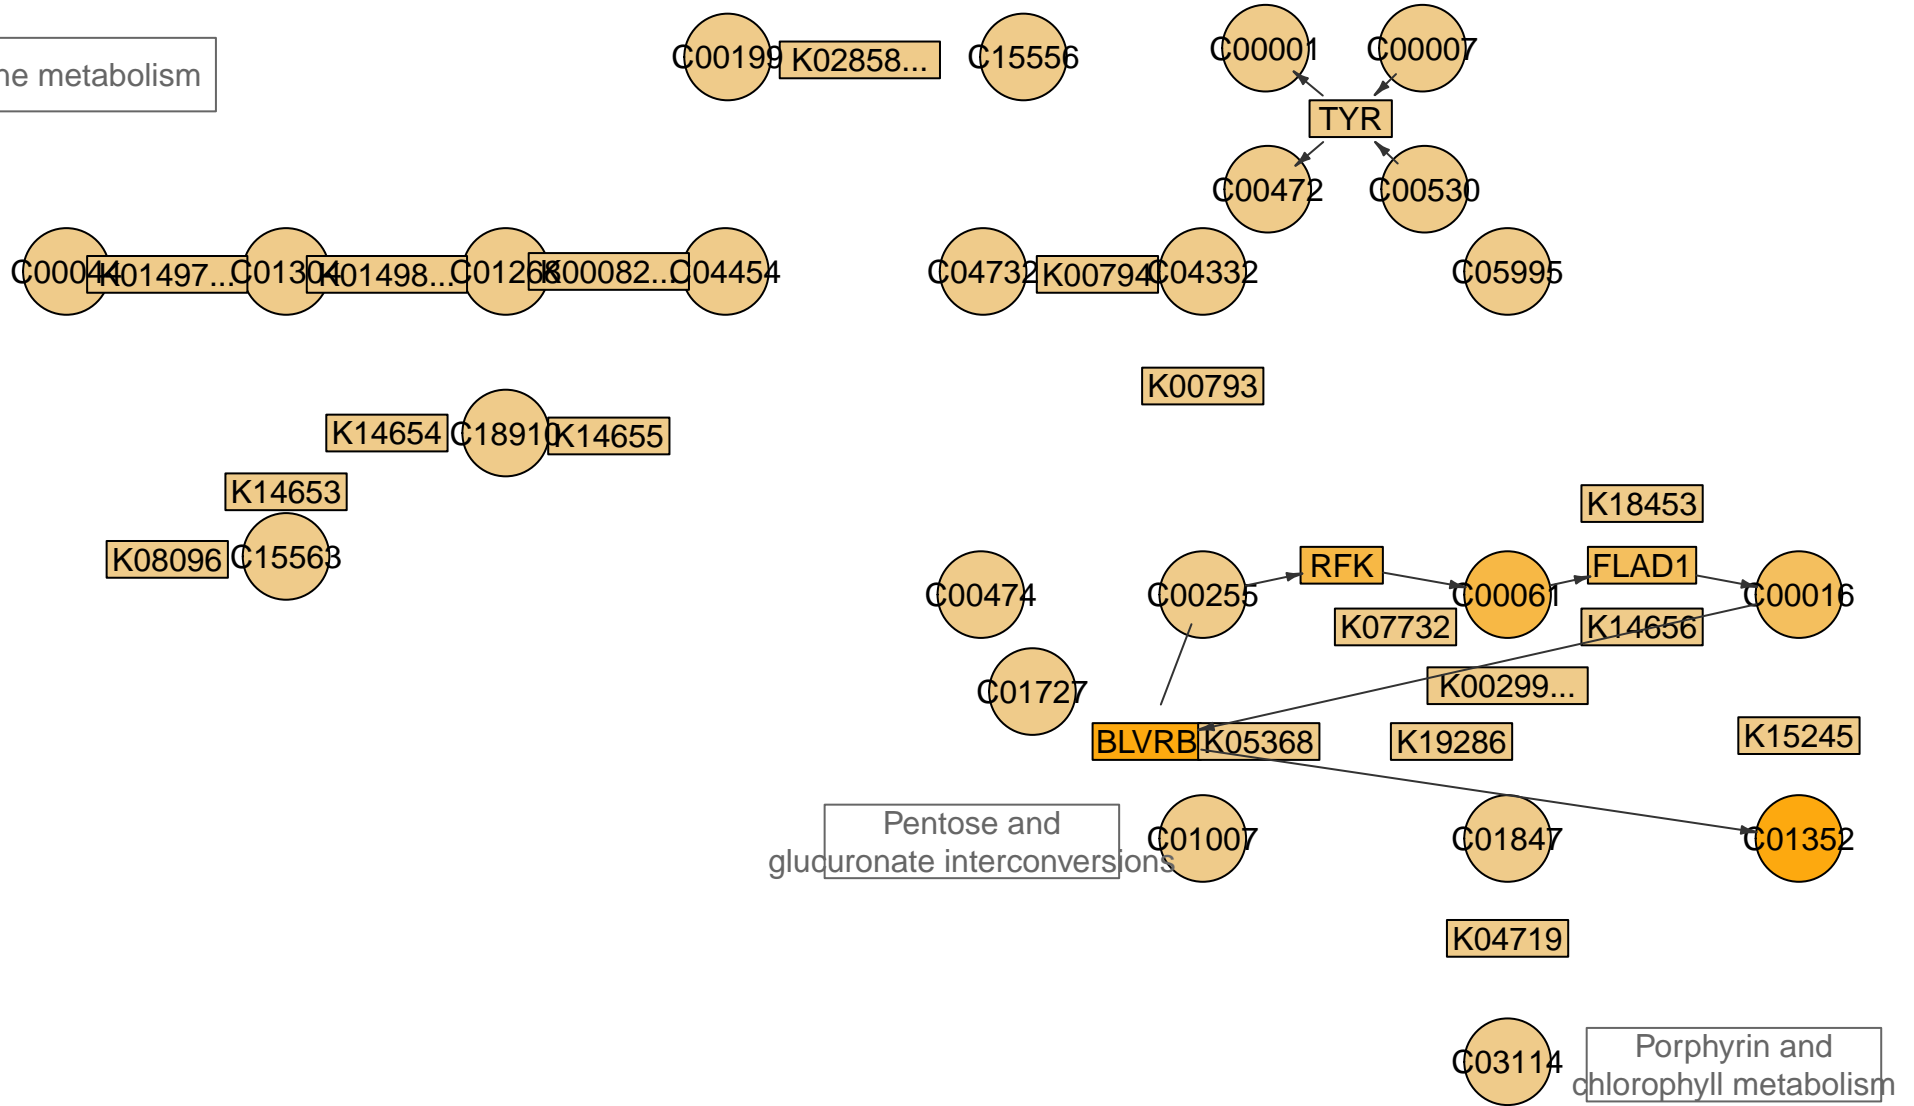 C00199
K02858...
C15556
C00001
C00007
ne metabolism
TYR
C00472
C00530
C00044
K01497...
C01304
K01498...
C01268
K00082...
C04454
C04732
K00794
C04332
C05995
K00793
K14654
C18910
K14655
K14653
K08096
C15563
K18453
RFK
FLAD1
C00474
C00255
C00061
C00016
K07732
K14656
C01727
K00299...
BLVRB
K05368
K19286
K15245
Pentose and
glucuronate interconversions
C01007
C01847
C01352
K04719
C03114
Porphyrin and
chlorophyll metabolism